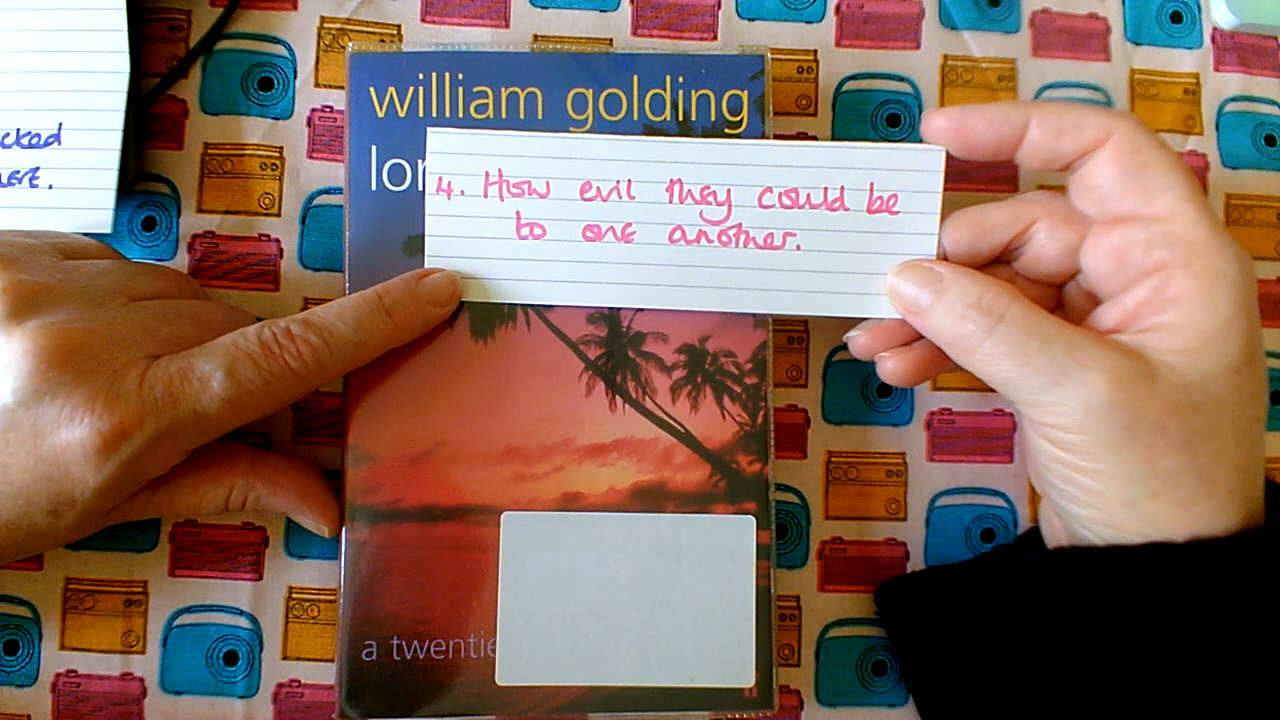 cked
ere.
william golding
lor
4. How evil they could be
to one another.
a twentie